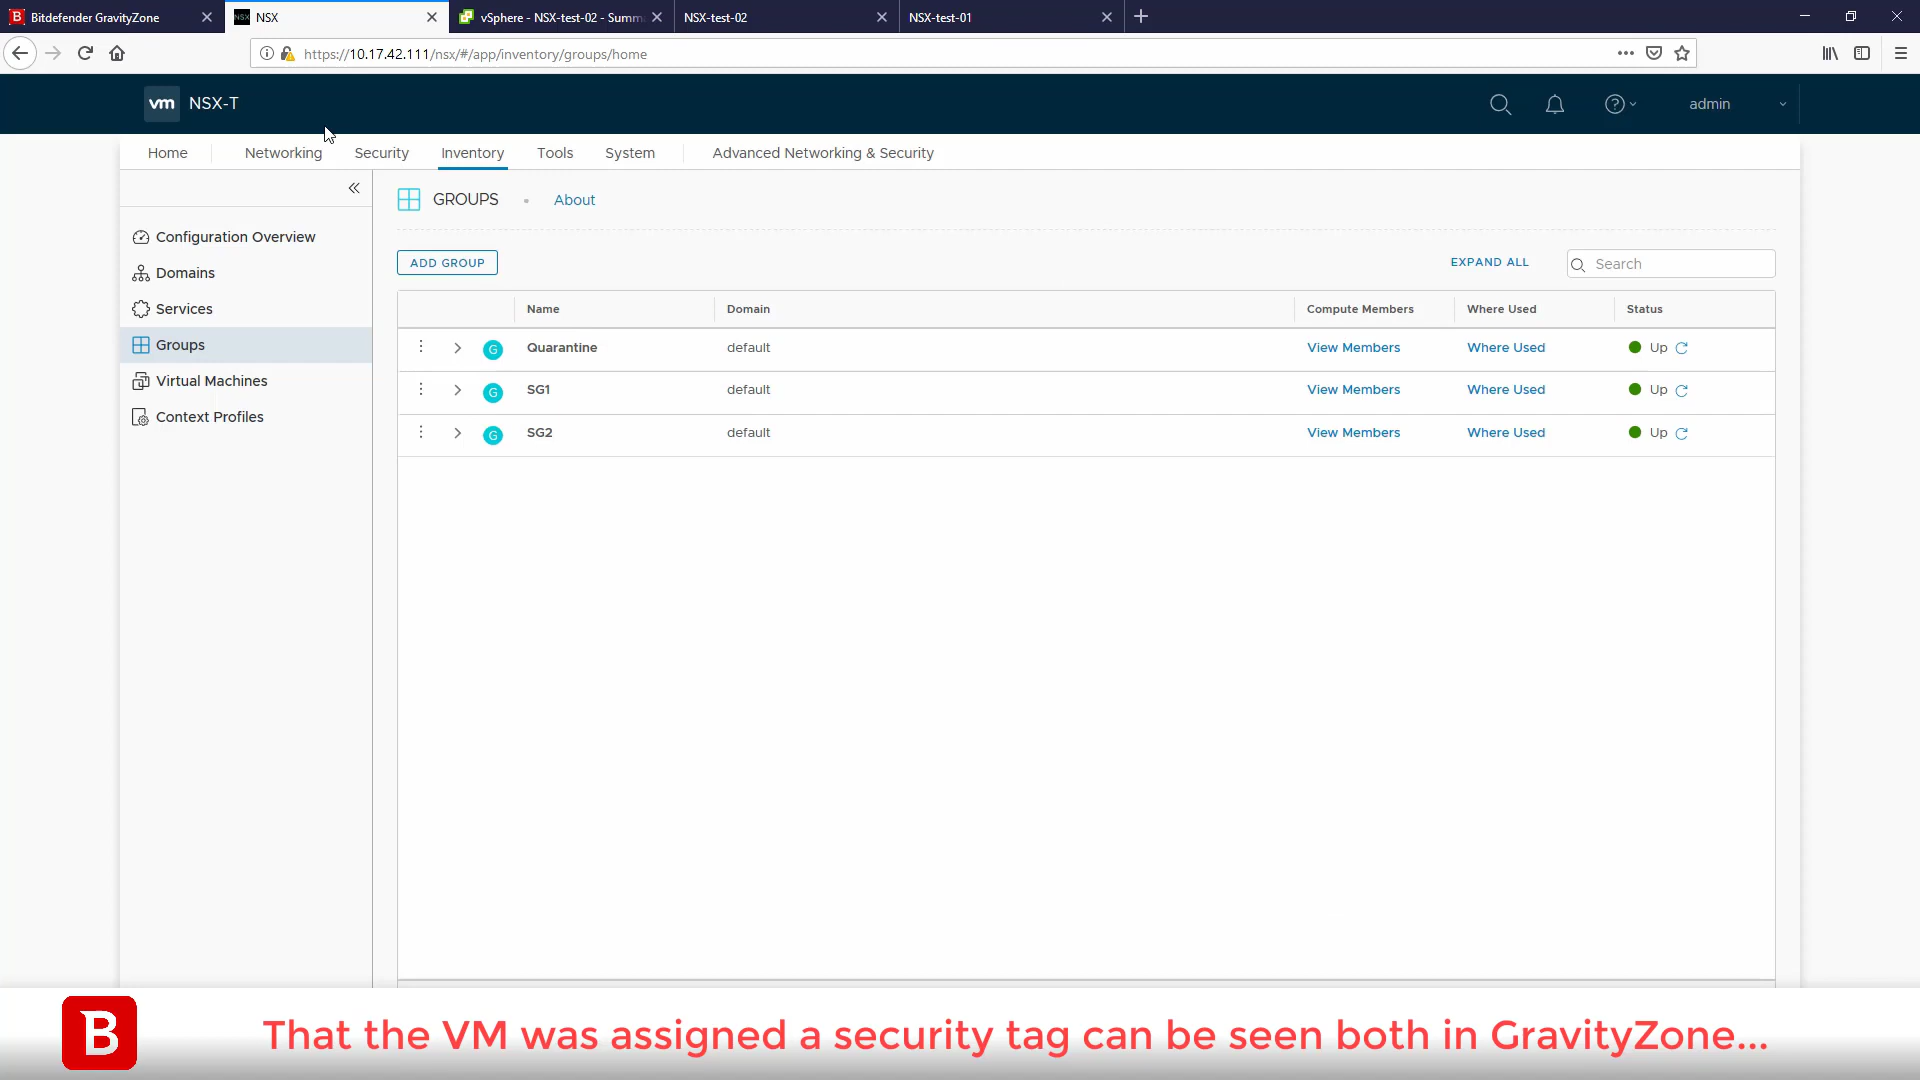 Bitdefender GravityZone
NSX
vSphere - NSX-test-02 - Summ
NSX-test-02
NSX-test-01
https://10.17.42.111/nsx/#/app/inventory/groups/home
vm NSX-T
admin
Home
Networking
Security
Inventory
Tools
System
Advanced Networking & Security
Configuration Overview
Domains
Services
Groups
Virtual Machines
Context Profiles
GROUPS
About
ADD GROUP
EXPAND ALL
Search
Name Domain Compute Members Where Used Status
G Quarantine default View Members Where Used Up
G SG1 default View Members Where Used Up
G SG2 default View Members Where Used Up
B
That the VM was assigned a security tag can be seen both in GravityZone...